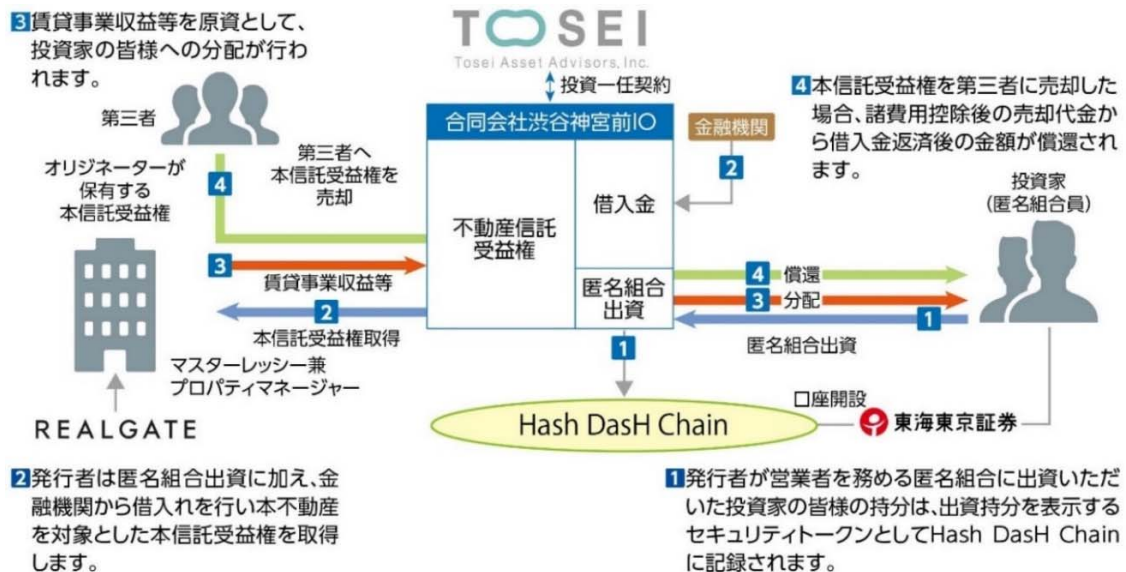 3 賃貸事業収益等を原資として、
投資家の皆様への分配が行わ
れます。
TOSEI
Tosei Asset Advisors, Inc.
投資一任契約
4 本信託受益権を第三者に売却した
場合、諸費用控除後の売却代金か
ら借入金返済後の金額が償還され
ます。
第三者
合同会社渋谷神宮前IO
金融機関
2
オリジネーターが
保有する
本信託受益権
4
第三者へ
本信託受益権を
売却
不動産信託
受益権
借入金
投資家
(匿名組合員)
3
賃貸事業収益等
匿名組合
出資
4 償還
3 分配
2
本信託受益権取得
1
匿名組合出資
1
マスターレッシー兼
プロパティマネージャー
REALGATE
Hash DasH Chain
口座開設
東海東京証券
2 発行者は匿名組合出資に加え、金
融機関から借入れを行い本不動産
を対象とした本信託受益権を取得
します。
1 発行者が営業者を務める匿名組合に出資いただ
いた投資家の皆様の持分は、出資持分を表示する
セキュリティトークンとしてHash DasH Chain
に記録されます。